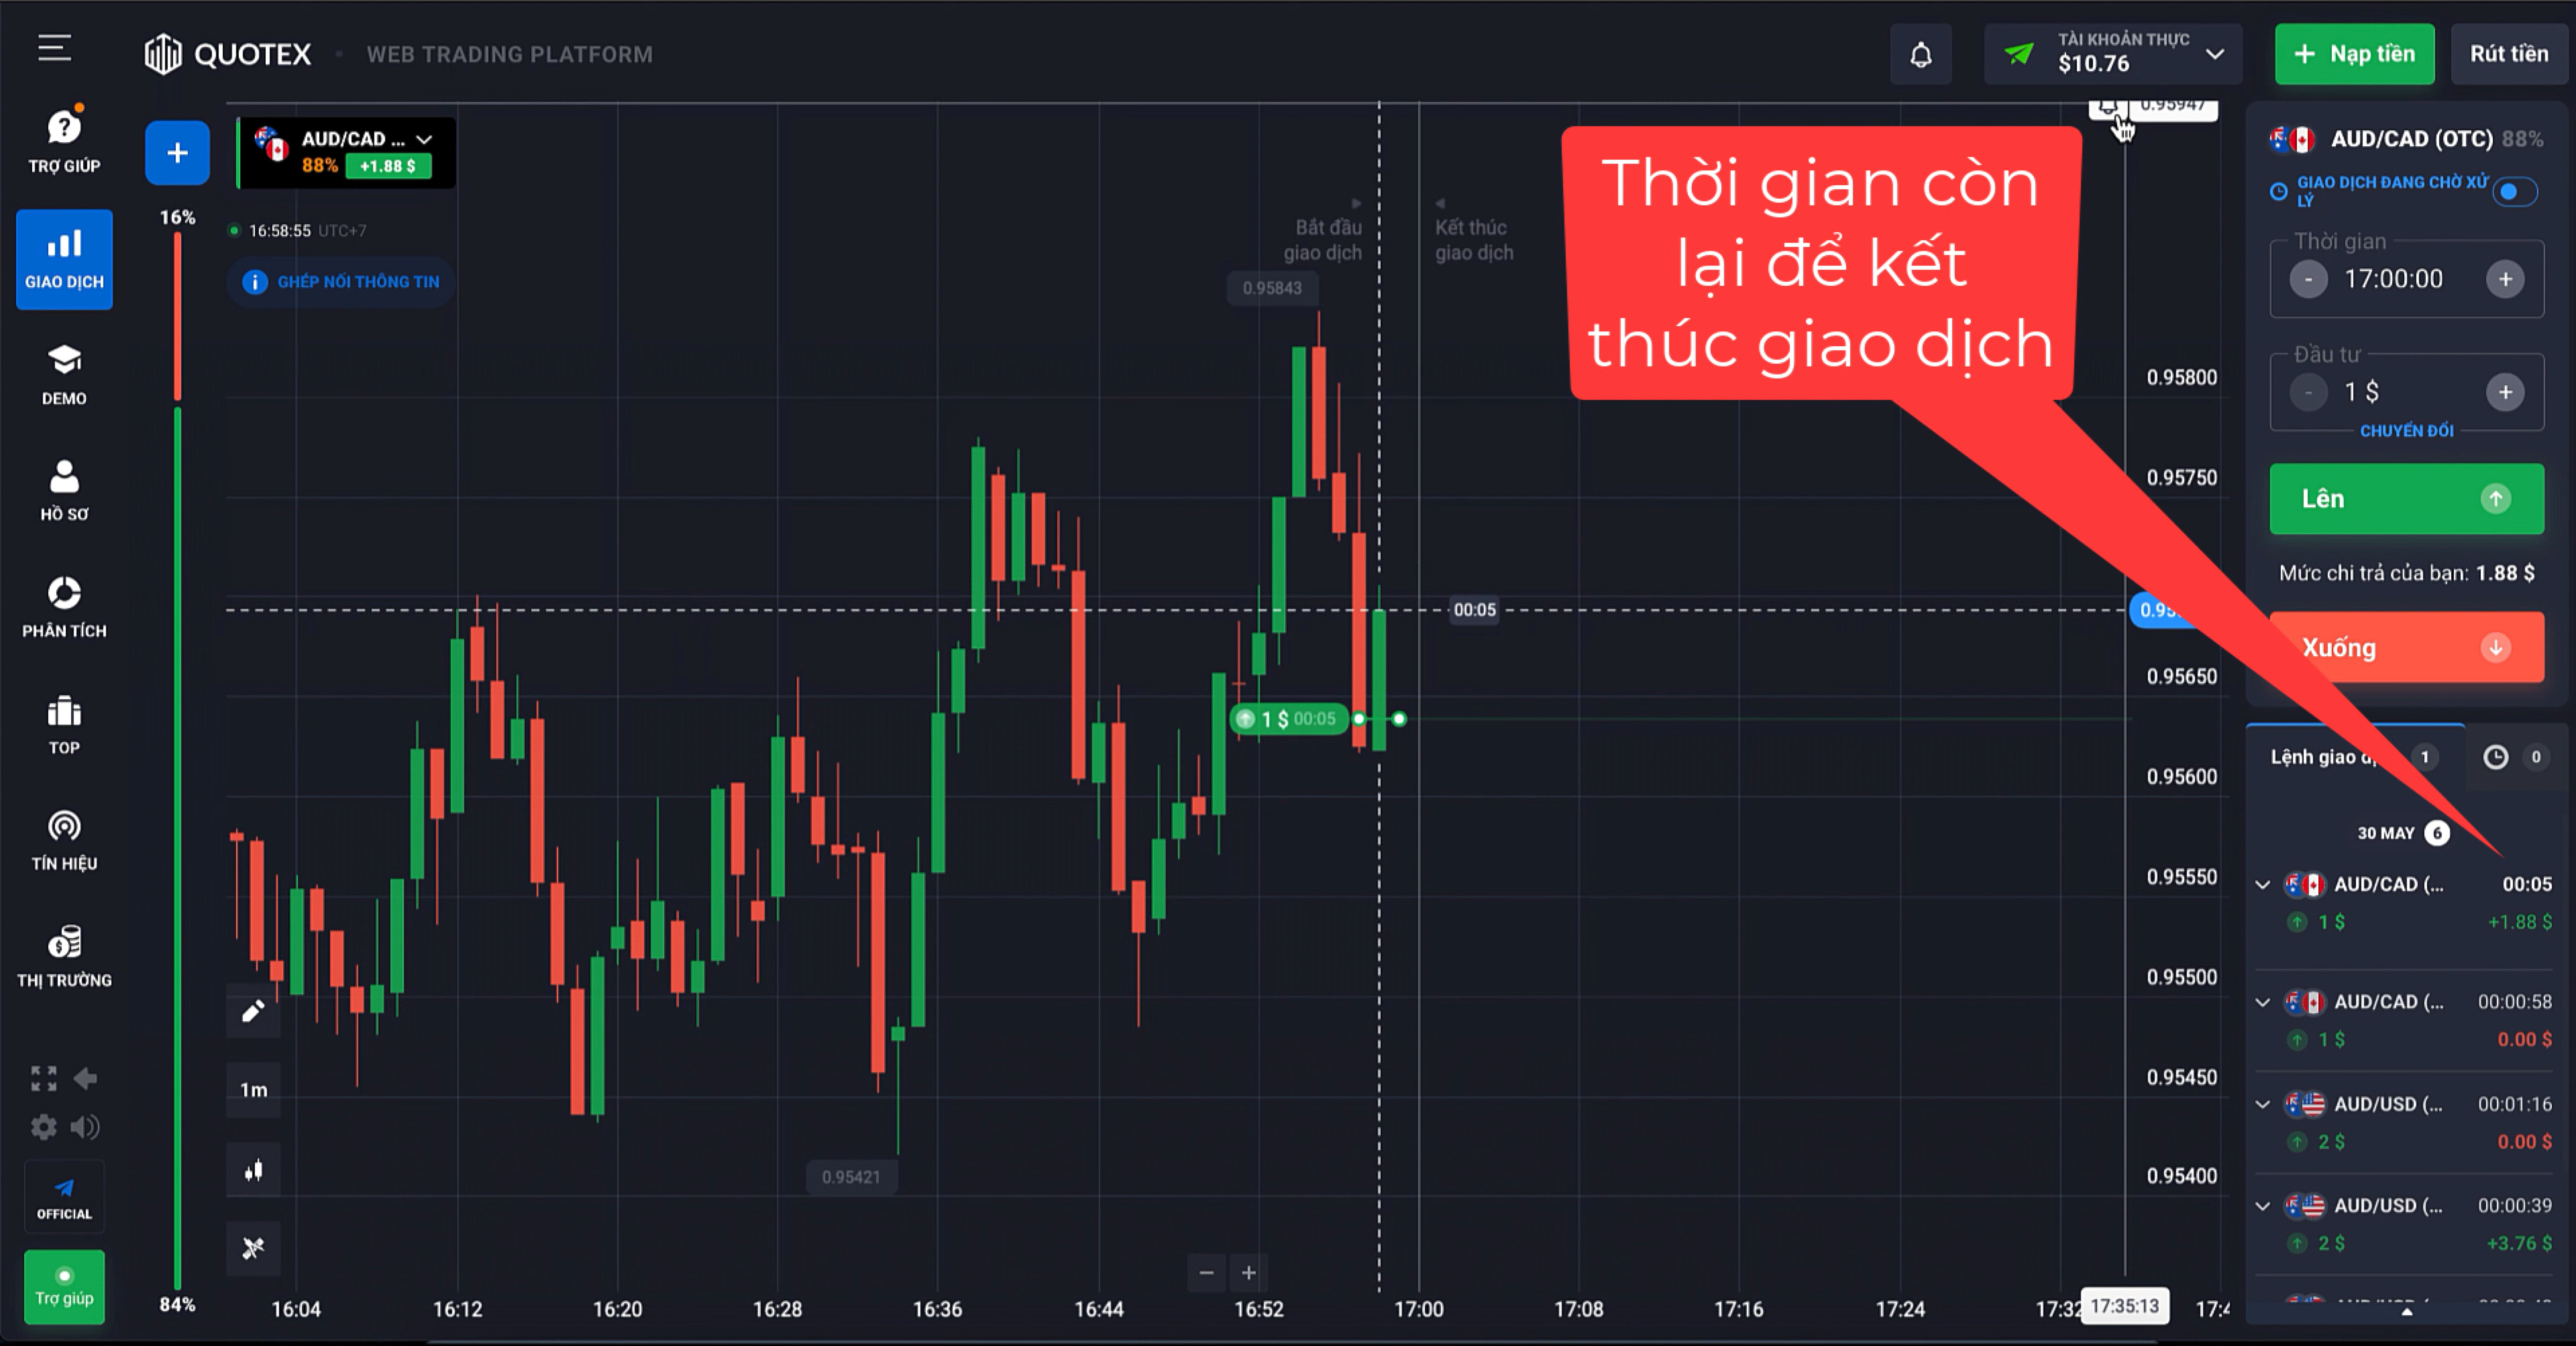 QUOTEX
WEB TRADING PLATFORM
TÀI KHOẢN THỰC
$10.76
+ Nạp tiền
Rút tiền
TRỢ GIÚP
GIAO DỊCH
DEMO
HỒ SƠ
PHÂN TÍCH
TOP
TÍN HIỆU
THỊ TRƯỜNG
OFFICIAL
Trợ giúp
+
16%
84%
AUD/CAD ...
88% +1.88 $
16:58:55 UTC+7
GHÉP NỐI THÔNG TIN
Bắt đầu
giao dịch
Kết thúc
giao dịch
Thời gian còn
lại để kết
thúc giao dịch
0.95843
00:05
1 $ 00:05
0.95421
1m
0.95947
0.95800
0.95750
0.95650
0.95600
0.95550
0.95500
0.95450
0.95400
16:04
16:12
16:20
16:28
16:36
16:44
16:52
17:00
17:08
17:16
17:24
17:32
17:35:13
AUD/CAD (OTC) 88%
GIAO DỊCH ĐANG CHỜ XỬ
LÝ
Thời gian
- 17:00:00 +
Đầu tư
- 1 $ +
CHUYỂN ĐỔI
Lên
Mức chi trả của bạn: 1.88 $
Xuống
Lệnh giao 1
0
30 MAY 6
AUD/CAD (... 00:05
1 $ +1.88 $
AUD/CAD (... 00:00:58
1 $ 0.00 $
AUD/USD (... 00:01:16
2 $ 0.00 $
AUD/USD (... 00:00:39
2 $ +3.76 $